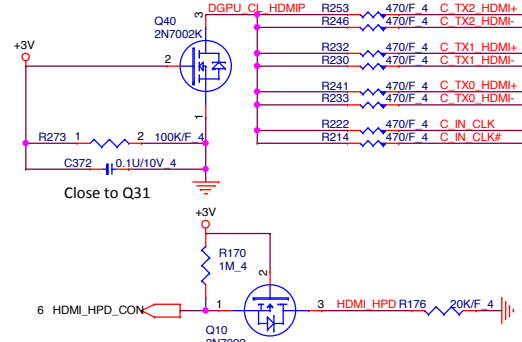 DGPU_CL_HDMIP
R253 470/F_4 C_TX2_HDMI+
R246 470/F_4 C_TX2_HDMI-
Q40
2N7002K
3
2
1
+3V
R232 470/F_4 C_TX1_HDMI+
R230 470/F_4 C_TX1_HDMI-
R241 470/F_4 C_TX0_HDMI+
R233 470/F_4 C_TX0_HDMI-
R222 470/F_4 C_IN_CLK
R214 470/F_4 C_IN_CLK#
R273 1 2 100K/F_4
C372 0.1U/10V_4
Close to Q31
+3V
R170
1M_4
2
6 HDMI_HPD_CON 1 3 HDMI_HPD R176 20K/F_4
Q10